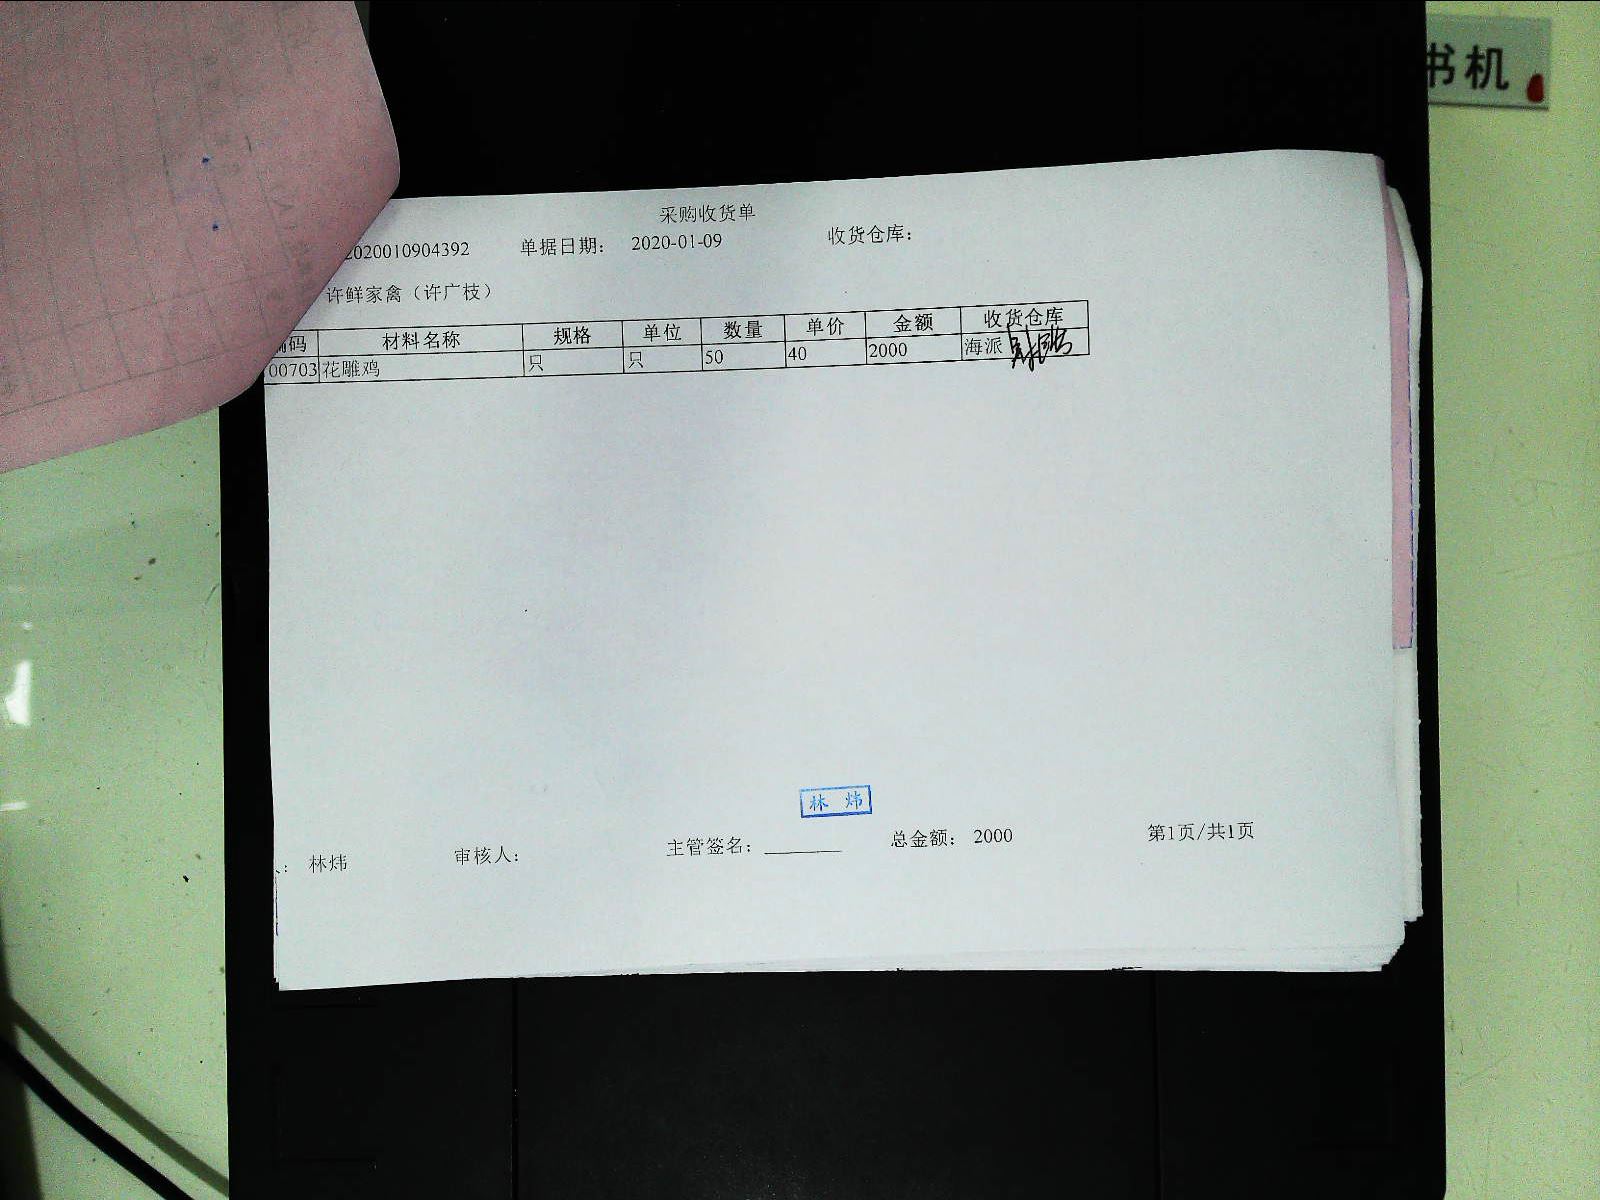 书机
采购收货单
2020010904392 单据日期： 2020-01-09 收货仓库：
许鲜家禽（许广枝）
编码 材料名称 规格 单位 数量 单价 金额 收货仓库
00703 花雕鸡 只 只 50 40 2000 海派
林 炜
： 林炜 审核人： 主管签名： 总金额： 2000 第1页/共1页